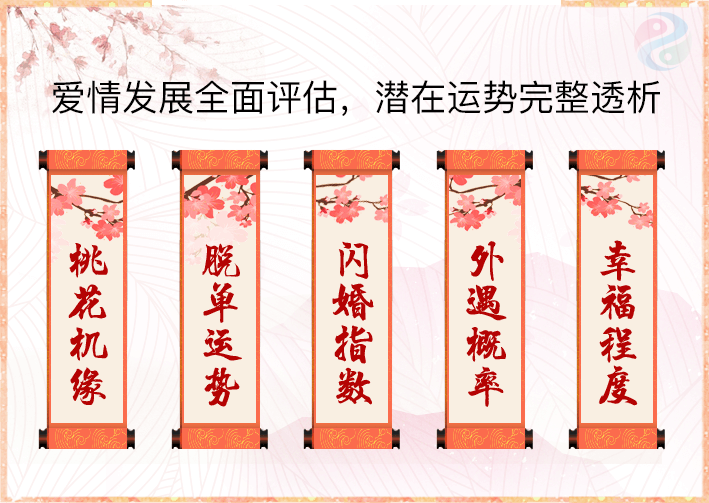 爱情发展全面评估，潜在运势完整透析
桃花机缘
脱单运势
闪婚指数
外遇概率
幸福程度